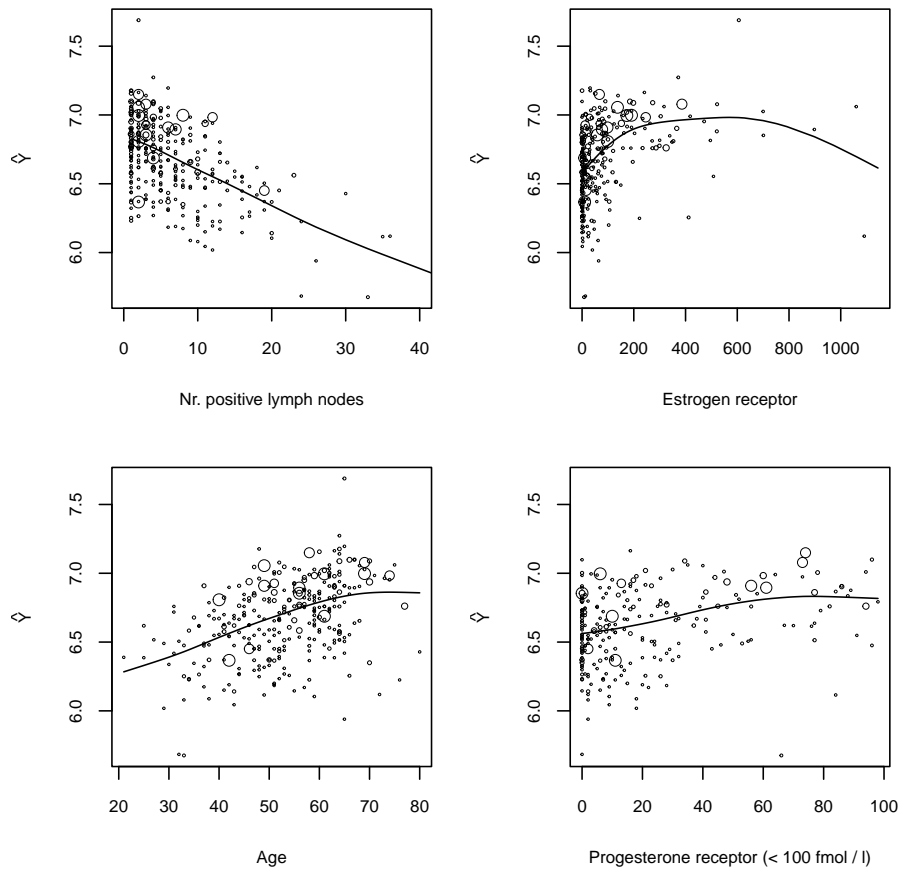 7.5
7.0
6.5
6.0
Ŷ
0 10 20 30 40
Nr. positive lymph nodes
7.5
7.0
6.5
6.0
Ŷ
0 200 400 600 800 1000
Estrogen receptor
7.5
7.0
6.5
6.0
Ŷ
20 30 40 50 60 70 80
Age
7.5
7.0
6.5
6.0
Ŷ
0 20 40 60 80 100
Progesterone receptor (< 100 fmol / l)